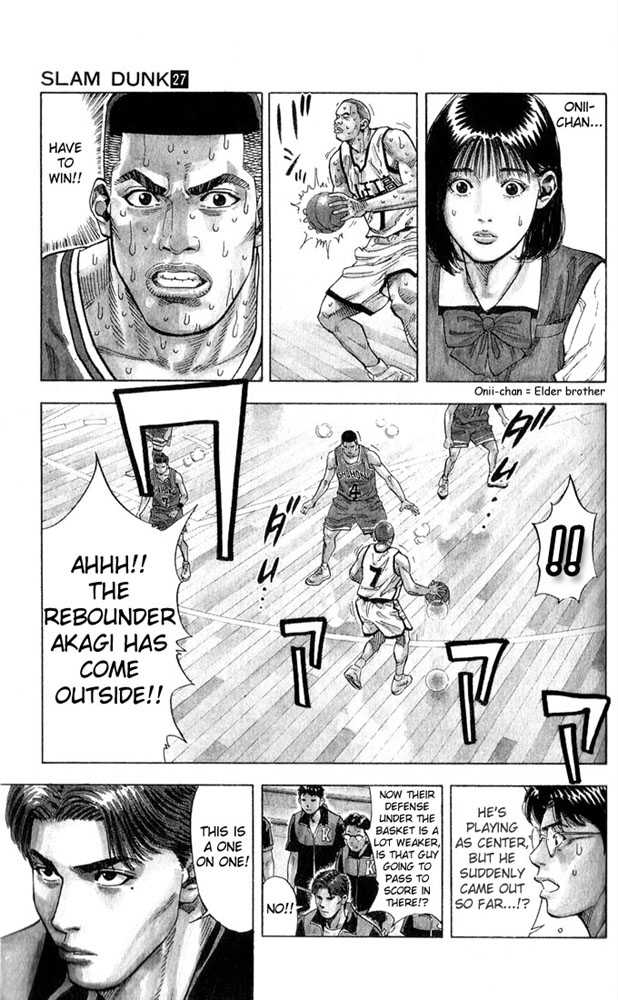 SLAM DUNK 27
ONII-
CHAN...
HAVE
TO
WIN!!
Onii-chan = Elder brother
!!
4
7
AHHH!!
THE
REBOUNDER
AKAGI HAS
COME
OUTSIDE!!
HE'S
PLAYING
AS CENTER,
BUT HE
SUDDENLY
CAME OUT
SO FAR...!?
NOW THEIR
DEFENSE
UNDER THE
BASKET IS A
LOT WEAKER,
IS THAT GUY
GOING TO
PASS TO
SCORE IN
THERE!?
K
K
NO!!
THIS IS
A ONE
ON ONE!